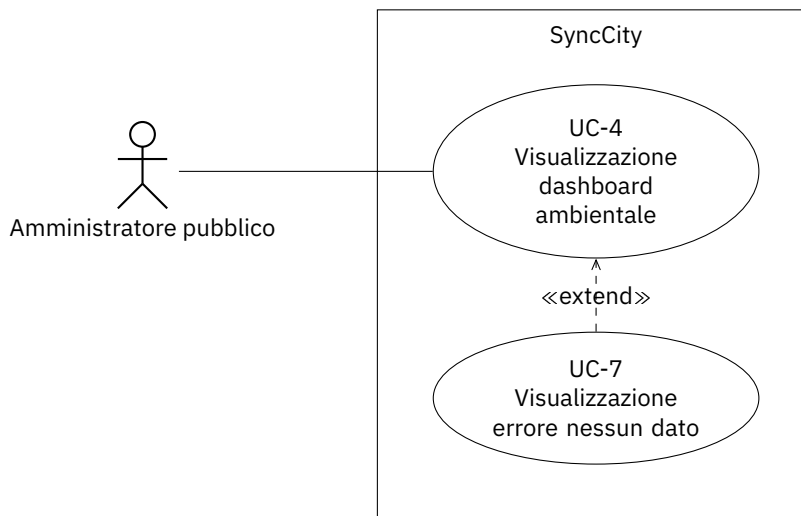 SyncCity
UC-4
Visualizzazione
dashboard
ambientale
Amministratore pubblico
≪extend≫
UC-7
Visualizzazione
errore nessun dato